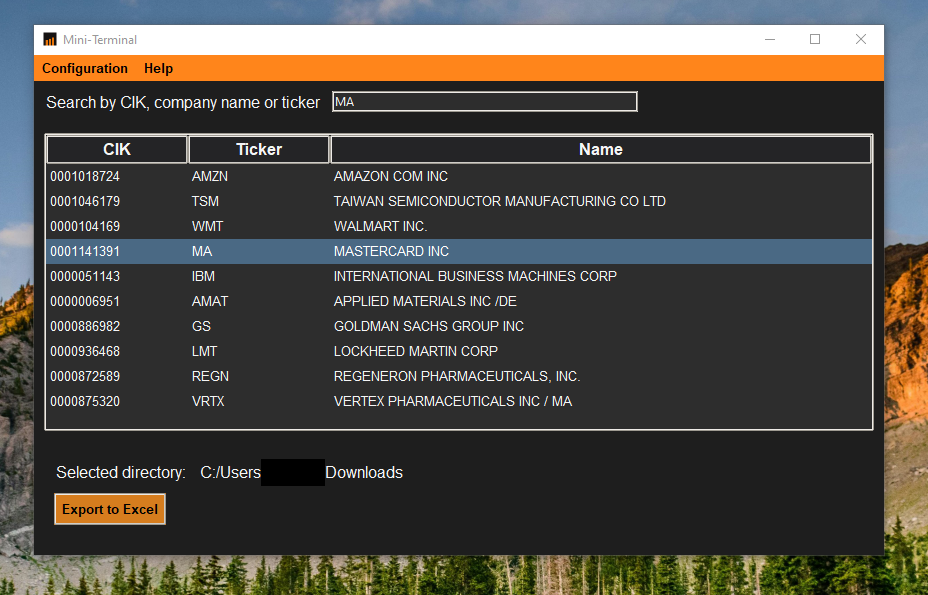 Mini-Terminal
Configuration Help
Search by CIK, company name or ticker MA
CIK Ticker Name
0001018724 AMZN AMAZON COM INC
0001046179 TSM TAIWAN SEMICONDUCTOR MANUFACTURING CO LTD
0000104169 WMT WALMART INC.
0001141391 MA MASTERCARD INC
0000051143 IBM INTERNATIONAL BUSINESS MACHINES CORP
0000006951 AMAT APPLIED MATERIALS INC /DE
0000886982 GS GOLDMAN SACHS GROUP INC
0000936468 LMT LOCKHEED MARTIN CORP
0000872589 REGN REGENERON PHARMACEUTICALS, INC.
0000875320 VRTX VERTEX PHARMACEUTICALS INC / MA
Selected directory: C:/Users Downloads
Export to Excel